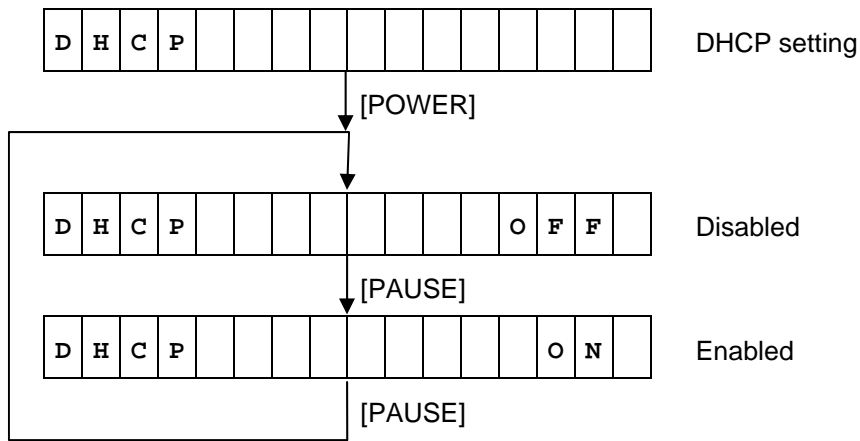 DHCP DHCP setting
[POWER]
DHCP OFF Disabled
[PAUSE]
DHCP ON Enabled
[PAUSE]